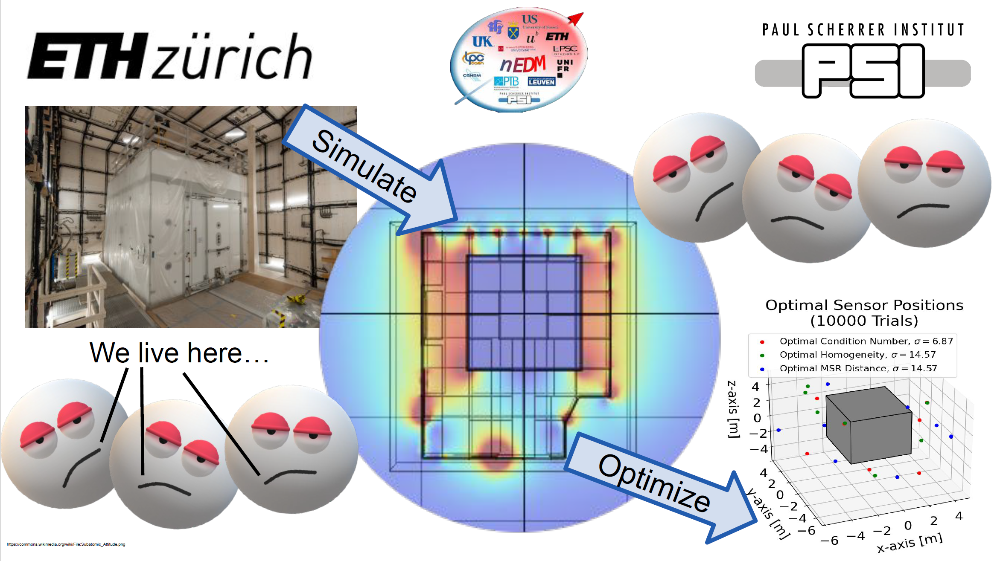 ETH zürich
US
University of Sussex
ifj
u b
ETH
UK
GUTENBERG
UNIVERSITÄT
LPSC
Grenoble
lpc
caen
nEDM
UNI
FR
CSNSM
PTB
LEUVEN
PAUL SCHERRER INSTITUT
PSI
PAUL SCHERRER INSTITUT
PSI
Simulate
We live here...
Optimal Sensor Positions
(10000 Trials)
Optimal Condition Number, σ = 6.87
Optimal Homogeneity, σ = 14.57
Optimal MSR Distance, σ = 14.57
z-axis [m]
4
2
0
−2
−4
4
2
0
−2
−4
−6
y-axis [m]
−6 −4 −2 0 2 4
x-axis [m]
Optimize
https://commons.wikimedia.org/wiki/File:Subatomic_Attitude.png